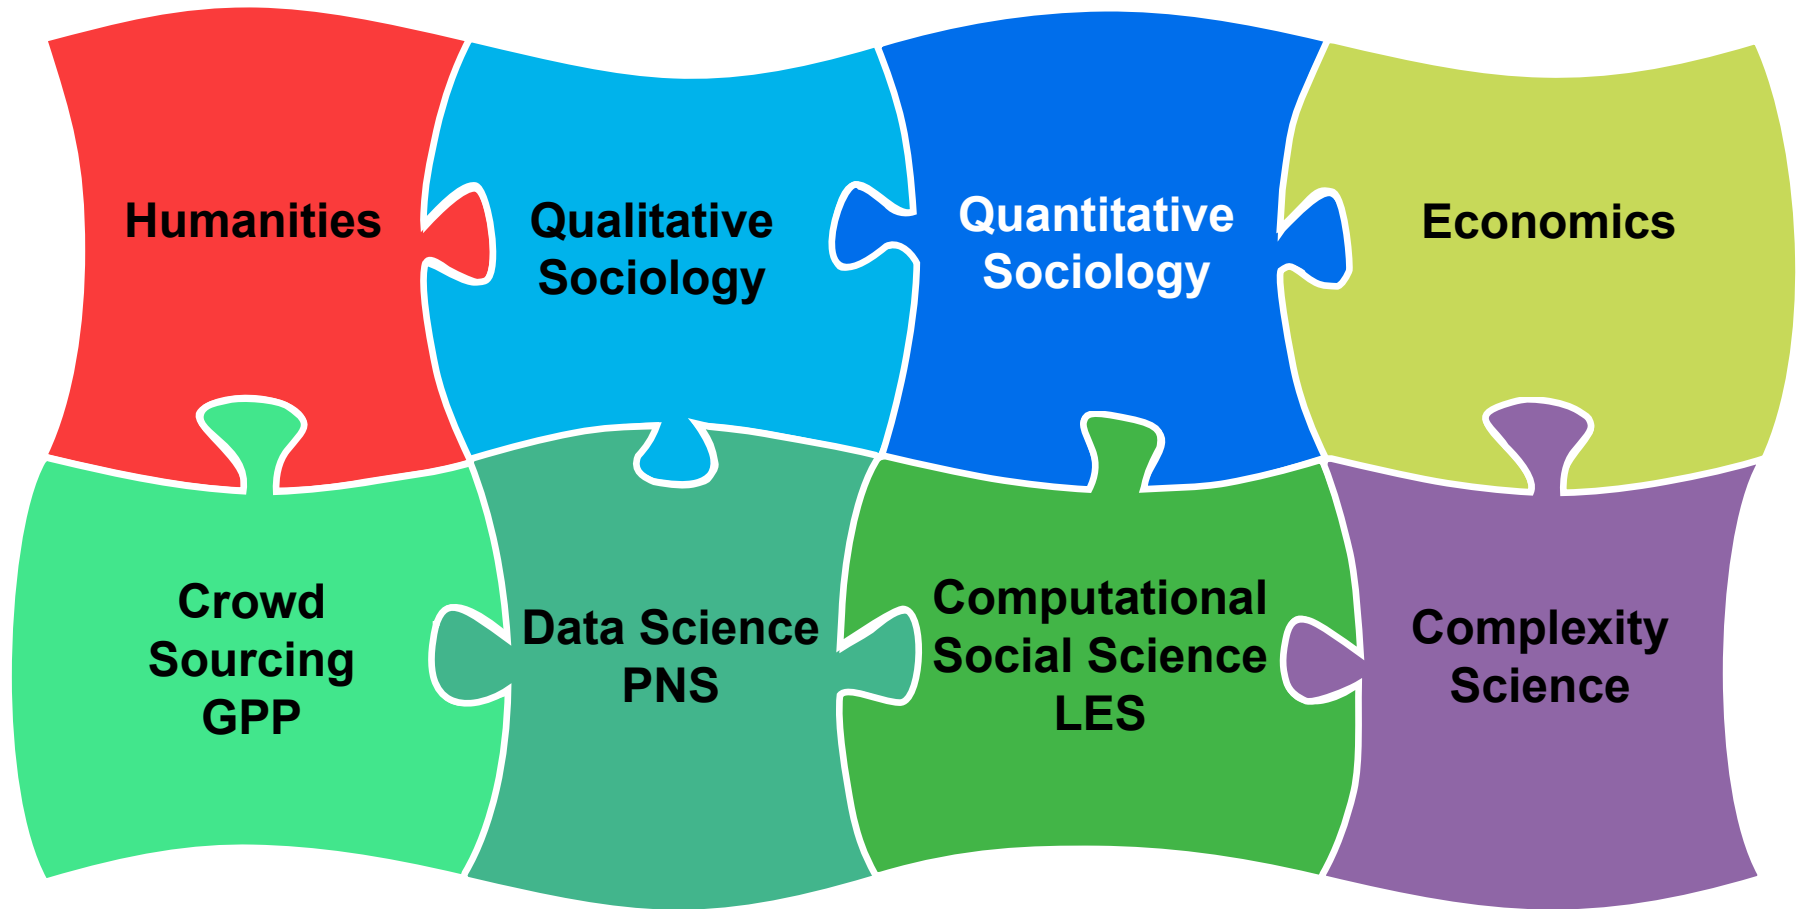 Humanities
Qualitative
Sociology
Quantitative
Sociology
Economics
Crowd
Sourcing
GPP
Data Science
PNS
Computational
Social Science
LES
Complexity
Science